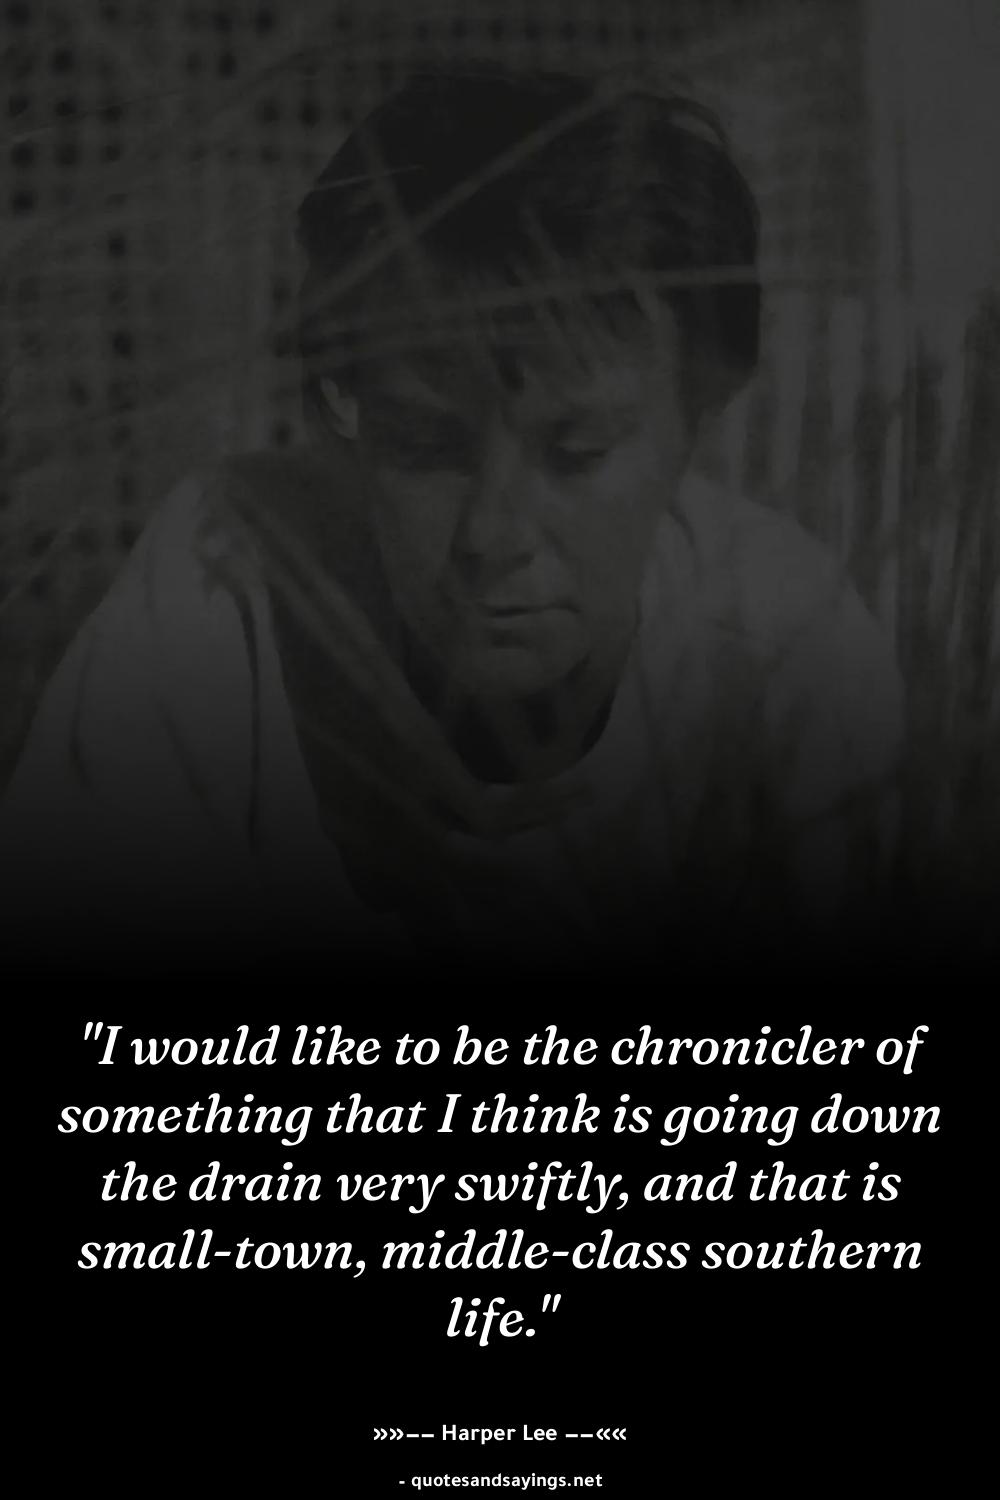 "I would like to be the chronicler of
something that I think is going down
the drain very swiftly, and that is
small-town, middle-class southern
life."
»»−− Harper Lee −−««
- quotesandsayings.net